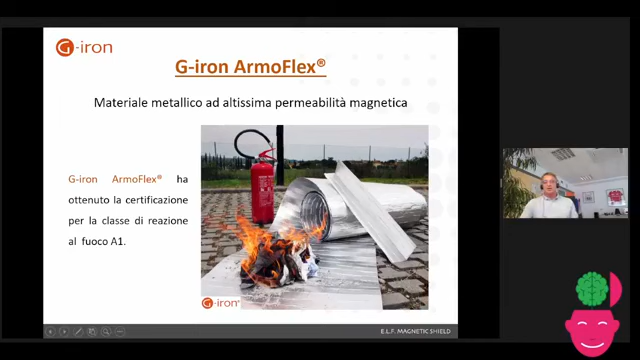 G-iron
G-iron ArmoFlex®
Materiale metallico ad altissima permeabilità magnetica
G-iron ArmoFlex® ha
ottenuto la certificazione
per la classe di reazione
al fuoco A1.
G-iron®
E.L.F. MAGNETIC SHIELD